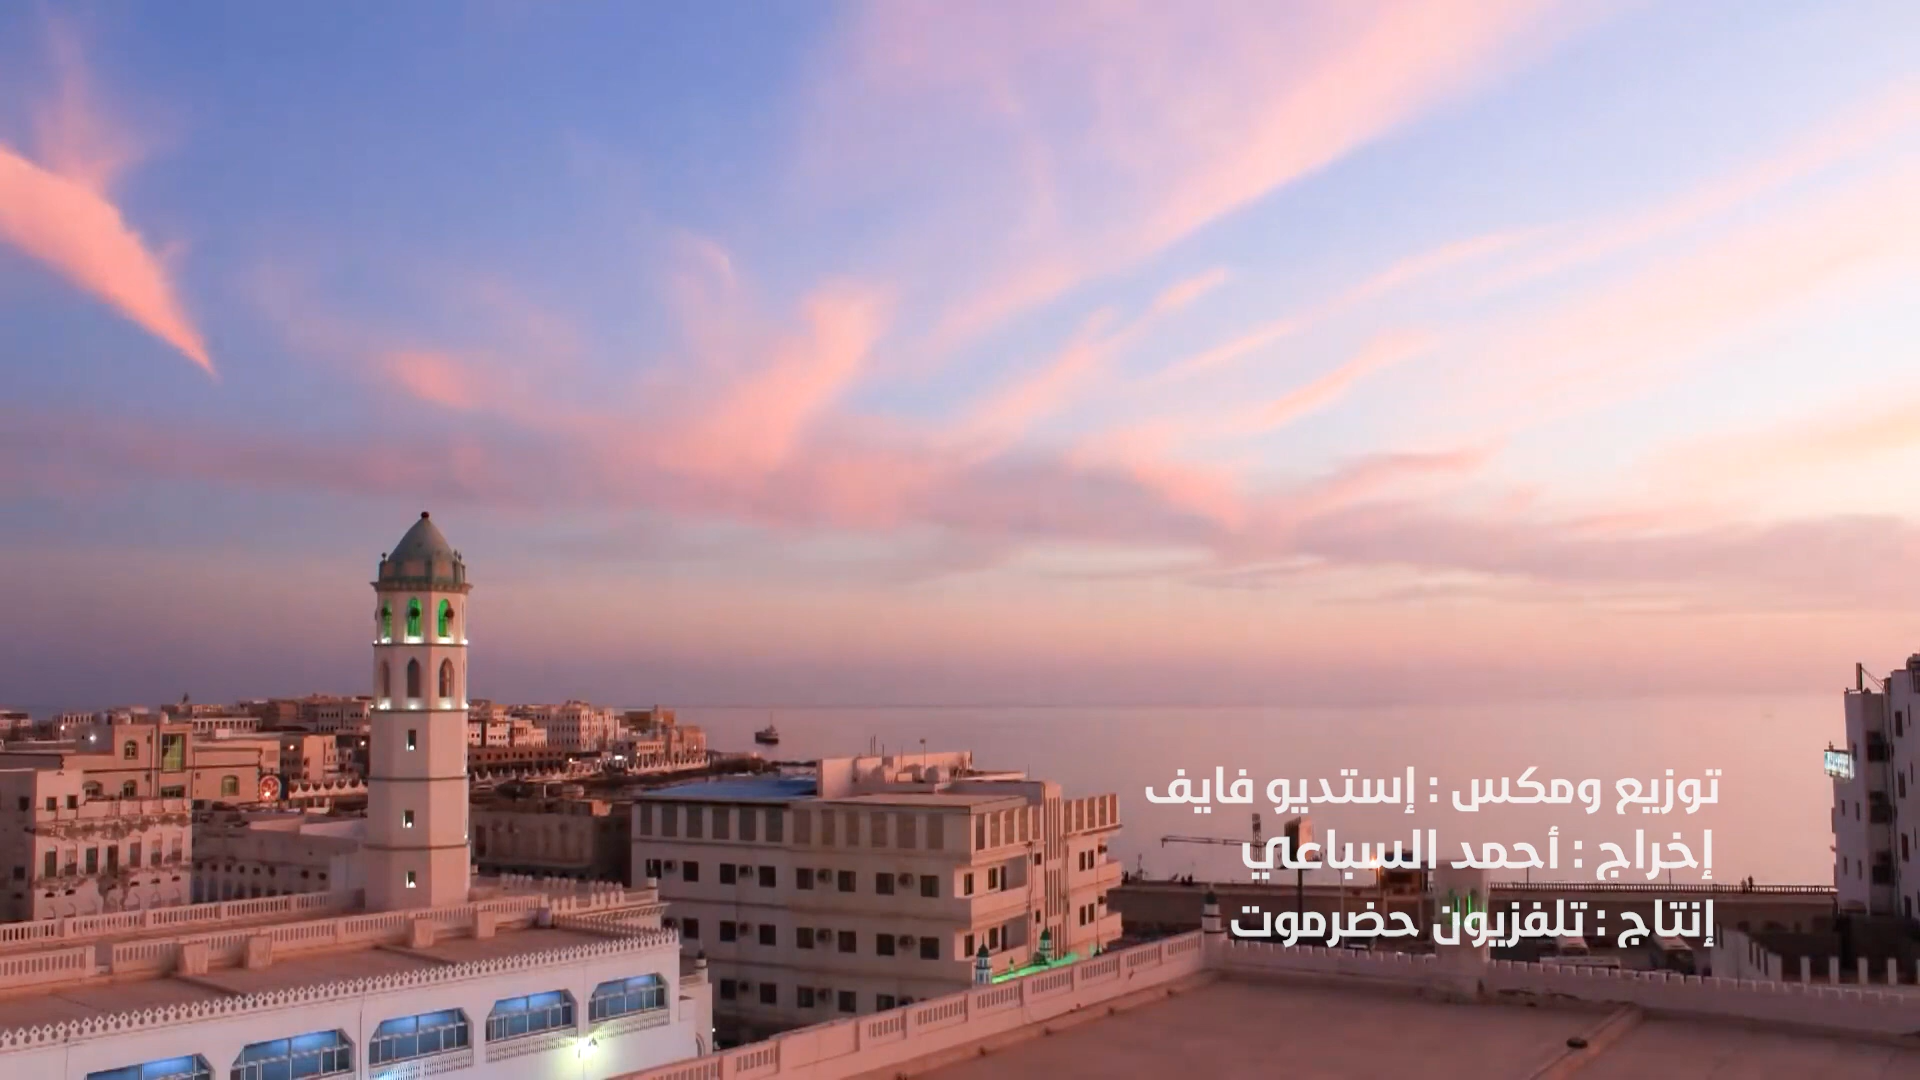 توزيع ومكس : إستديو فايف
إخراج : أحمد السباعي
إنتاج : تلفزيون حضرموت